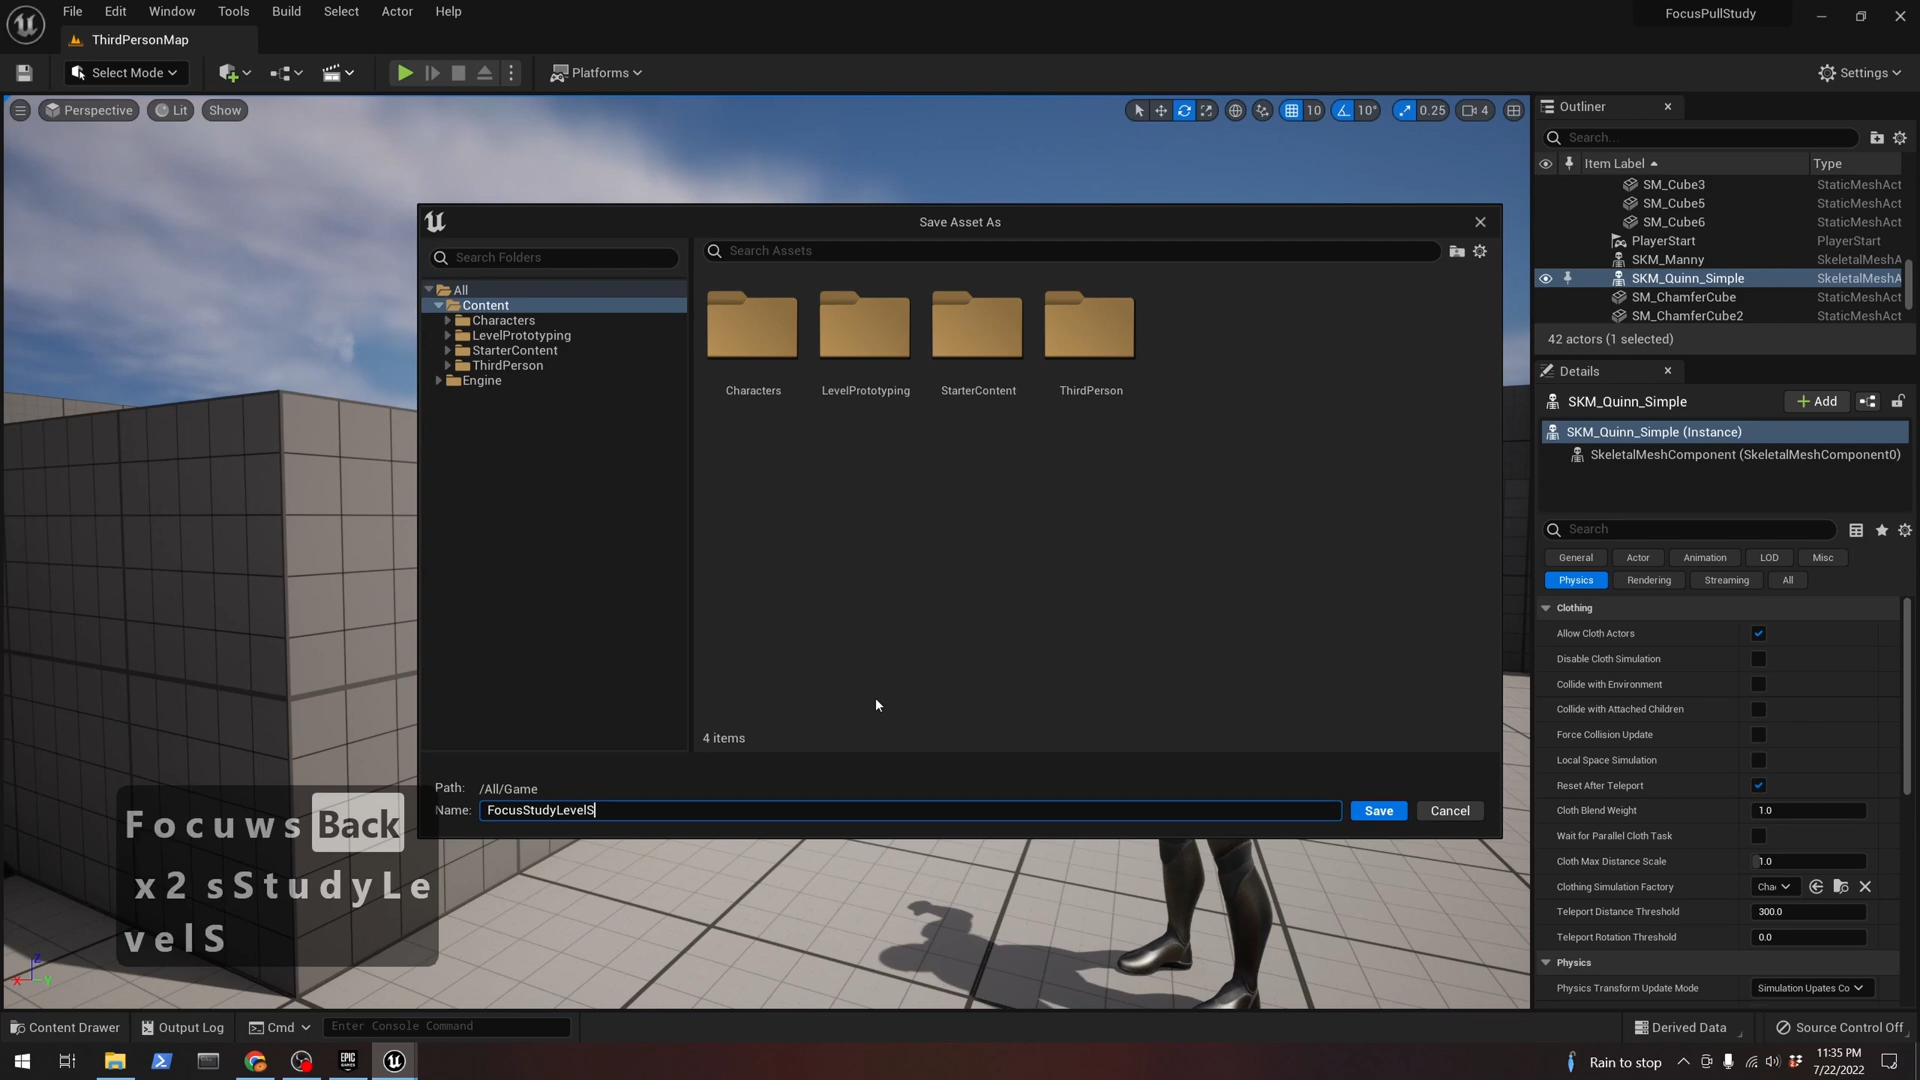 File Edit Window Tools Build Select Actor Help
FocusPullStudy
ThirdPersonMap
Select Mode
Platforms
Settings
Perspective Lit Show
10 10° 0.25 4
Outliner
Search...
Item Label Type
SM_Cube3 StaticMeshAct
SM_Cube5 StaticMeshAct
SM_Cube6 StaticMeshAct
PlayerStart PlayerStart
SKM_Manny SkeletalMeshA
SKM_Quinn_Simple SkeletalMeshA
SM_ChamferCube StaticMeshAct
SM_ChamferCube2 StaticMeshAct
42 actors (1 selected)
Save Asset As
Search Folders
Search Assets
All
Content
Characters
LevelPrototyping
StarterContent
ThirdPerson
Engine
Characters LevelPrototyping StarterContent ThirdPerson
4 items
Path: /All/Game
Name: FocusStudyLevelS
Save Cancel
Focuws Back
x2 sStudyLe
velS
Details
SKM_Quinn_Simple
Add
SKM_Quinn_Simple (Instance)
SkeletalMeshComponent (SkeletalMeshComponent0)
Search
General Actor Animation LOD Misc
Physics Rendering Streaming All
Clothing
Allow Cloth Actors
Disable Cloth Simulation
Collide with Environment
Collide with Attached Children
Force Collision Update
Local Space Simulation
Reset After Teleport
Cloth Blend Weight 1.0
Wait for Parallel Cloth Task
Cloth Max Distance Scale 1.0
Clothing Simulation Factory Cha
Teleport Distance Threshold 300.0
Teleport Rotation Threshold 0.0
Physics
Physics Transform Update Mode Simulation Upates Co
Z
X Y
Content Drawer Output Log Cmd Enter Console Command
Derived Data Source Control Off
EPIC GAMES
Rain to stop
11:35 PM
7/22/2022